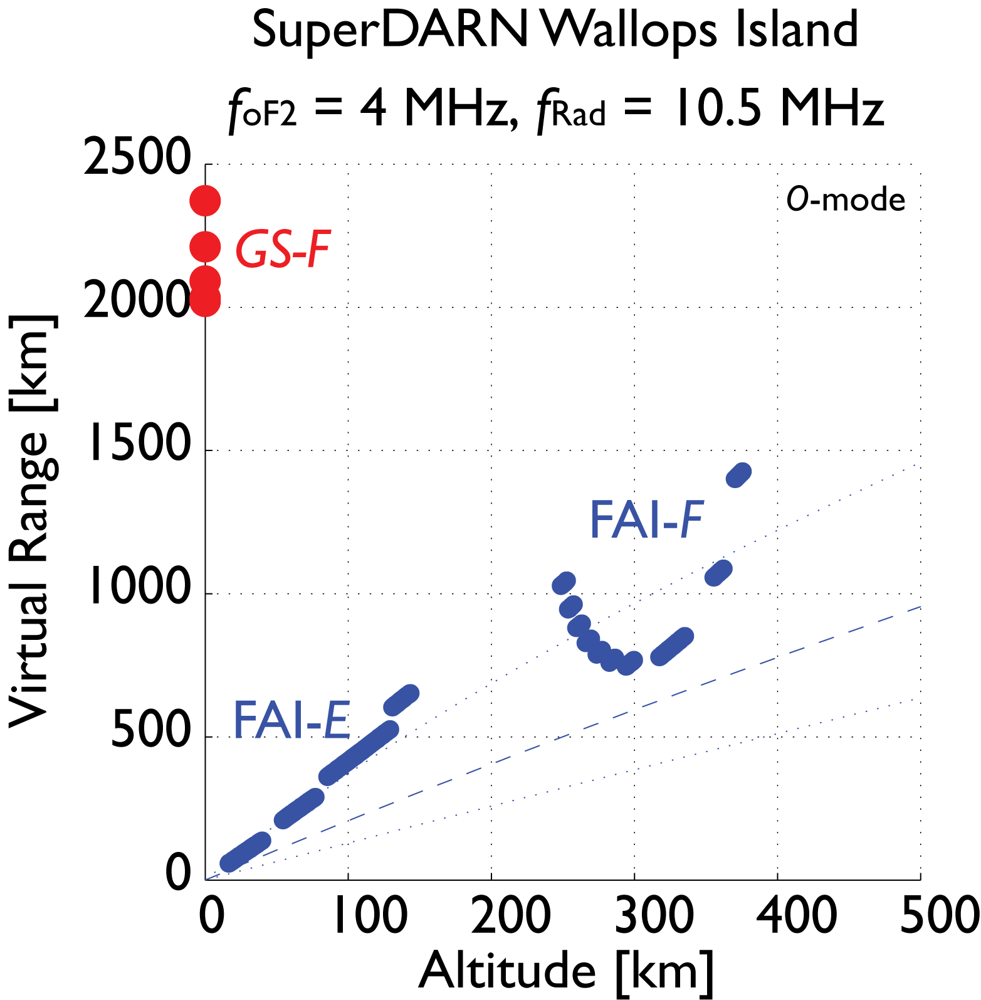 SuperDARN Wallops Island
foF2 = 4 MHz, fRad = 10.5 MHz
2500
O-mode
GS-F
2000
1500
FAI-F
1000
FAI-E
500
0
0 100 200 300 400 500
Altitude [km]
Virtual Range [km]